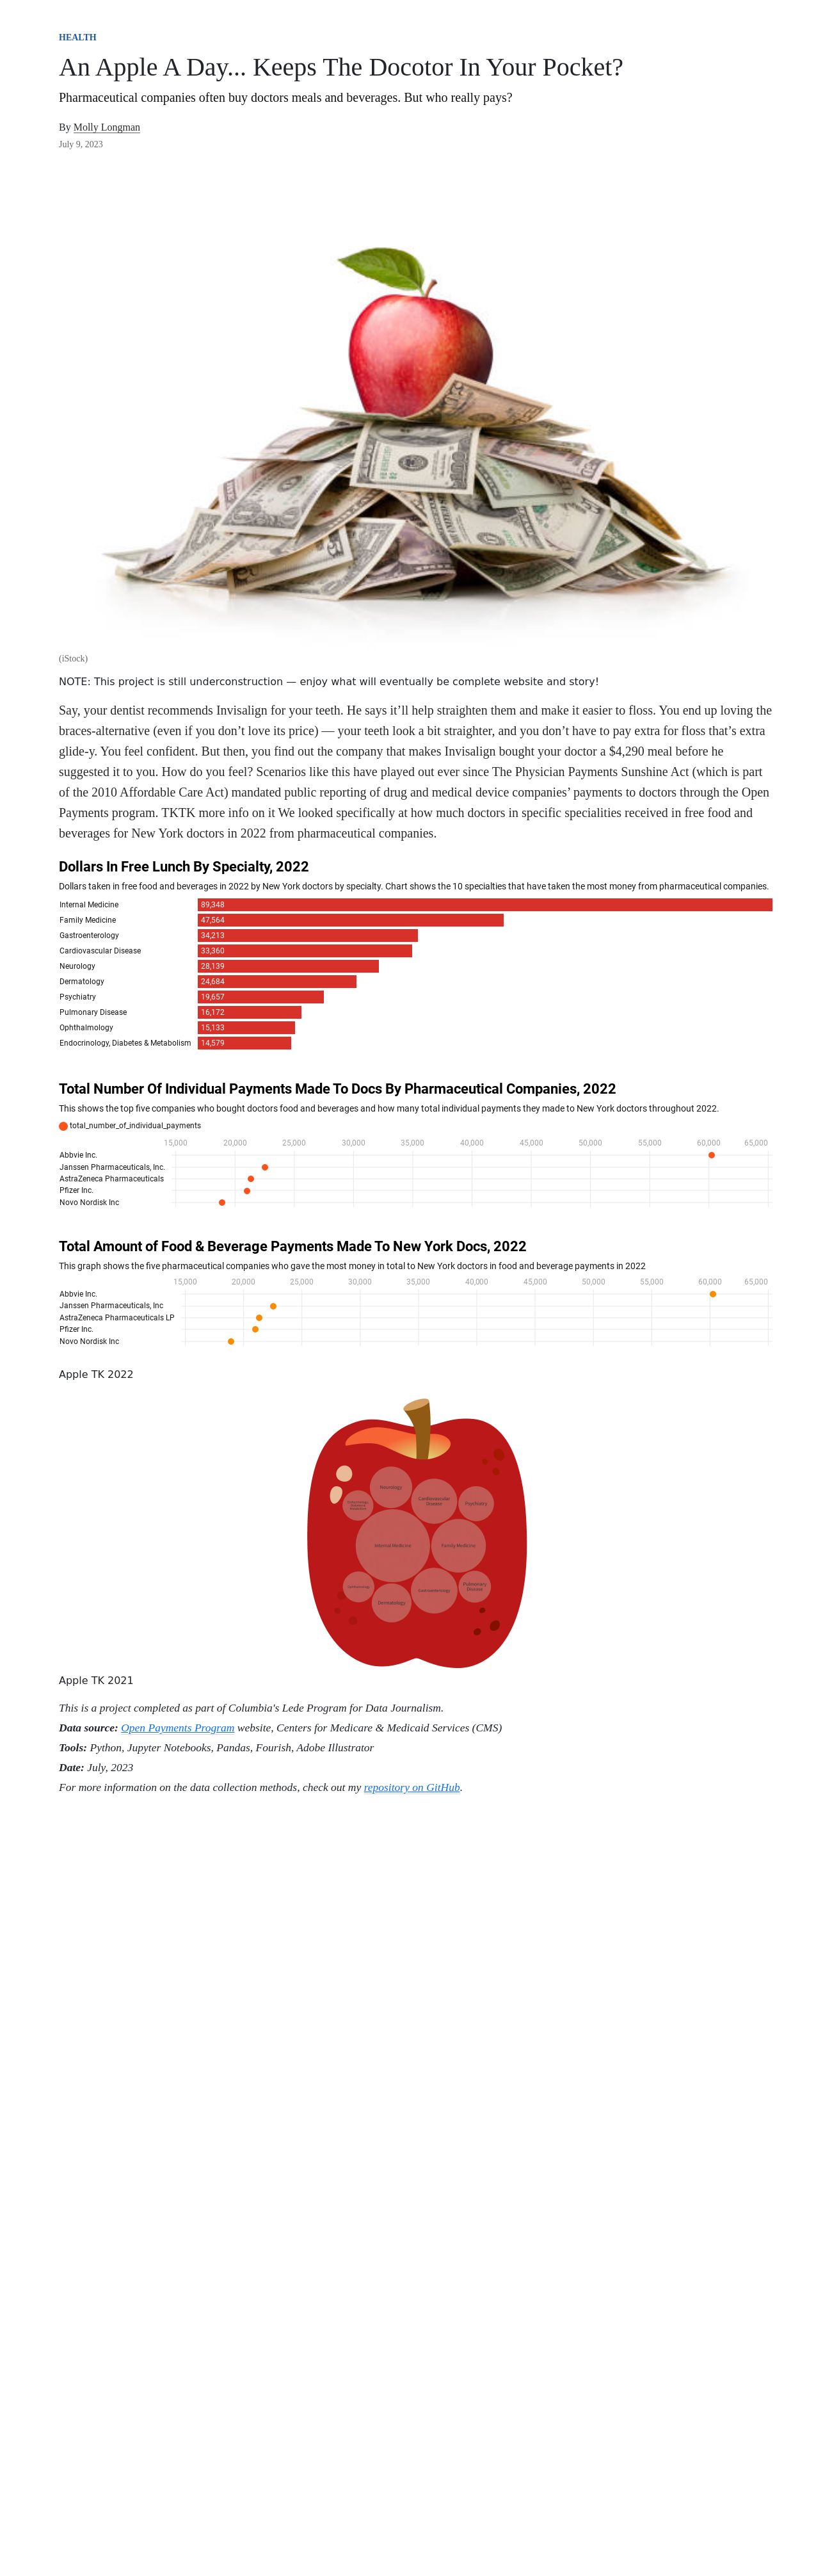 HEALTH
An Apple A Day... Keeps The Docotor In Your Pocket?
Pharmaceutical companies often buy doctors meals and beverages. But who really pays?
By Molly Longman
July 9, 2023
(iStock)
NOTE: This project is still underconstruction — enjoy what will eventually be complete website and story!
Say, your dentist recommends Invisalign for your teeth. He says it’ll help straighten them and make it easier to floss. You end up loving the
braces-alternative (even if you don’t love its price) — your teeth look a bit straighter, and you don’t have to pay extra for floss that’s extra
glide-y. You feel confident. But then, you find out the company that makes Invisalign bought your doctor a $4,290 meal before he
suggested it to you. How do you feel? Scenarios like this have played out ever since The Physician Payments Sunshine Act (which is part
of the 2010 Affordable Care Act) mandated public reporting of drug and medical device companies’ payments to doctors through the Open
Payments program. TKTK more info on it We looked specifically at how much doctors in specific specialities received in free food and
beverages for New York doctors in 2022 from pharmaceutical companies.
Dollars In Free Lunch By Specialty, 2022
Dollars taken in free food and beverages in 2022 by New York doctors by specialty. Chart shows the 10 specialties that have taken the most money from pharmaceutical companies.
Internal Medicine 89,348
Family Medicine 47,564
Gastroenterology 34,213
Cardiovascular Disease 33,360
Neurology 28,139
Dermatology 24,684
Psychiatry 19,657
Pulmonary Disease 16,172
Ophthalmology 15,133
Endocrinology, Diabetes & Metabolism 14,579
Total Number Of Individual Payments Made To Docs By Pharmaceutical Companies, 2022
This shows the top five companies who bought doctors food and beverages and how many total individual payments they made to New York doctors throughout 2022.
total_number_of_individual_payments
15,000 20,000 25,000 30,000 35,000 40,000 45,000 50,000 55,000 60,000 65,000
Abbvie Inc.
Janssen Pharmaceuticals, Inc.
AstraZeneca Pharmaceuticals
Pfizer Inc.
Novo Nordisk Inc
Total Amount of Food & Beverage Payments Made To New York Docs, 2022
This graph shows the five pharmaceutical companies who gave the most money in total to New York doctors in food and beverage payments in 2022
15,000 20,000 25,000 30,000 35,000 40,000 45,000 50,000 55,000 60,000 65,000
Abbvie Inc.
Janssen Pharmaceuticals, Inc
AstraZeneca Pharmaceuticals LP
Pfizer Inc.
Novo Nordisk Inc
Apple TK 2022
Neurology
Cardiovascular
Disease
Psychiatry
Internal Medicine
Family Medicine
Gastroenterology
Pulmonary
Disease
Dermatology
Apple TK 2021
This is a project completed as part of Columbia's Lede Program for Data Journalism.
Data source: Open Payments Program website, Centers for Medicare & Medicaid Services (CMS)
Tools: Python, Jupyter Notebooks, Pandas, Fourish, Adobe Illustrator
Date: July, 2023
For more information on the data collection methods, check out my repository on GitHub.